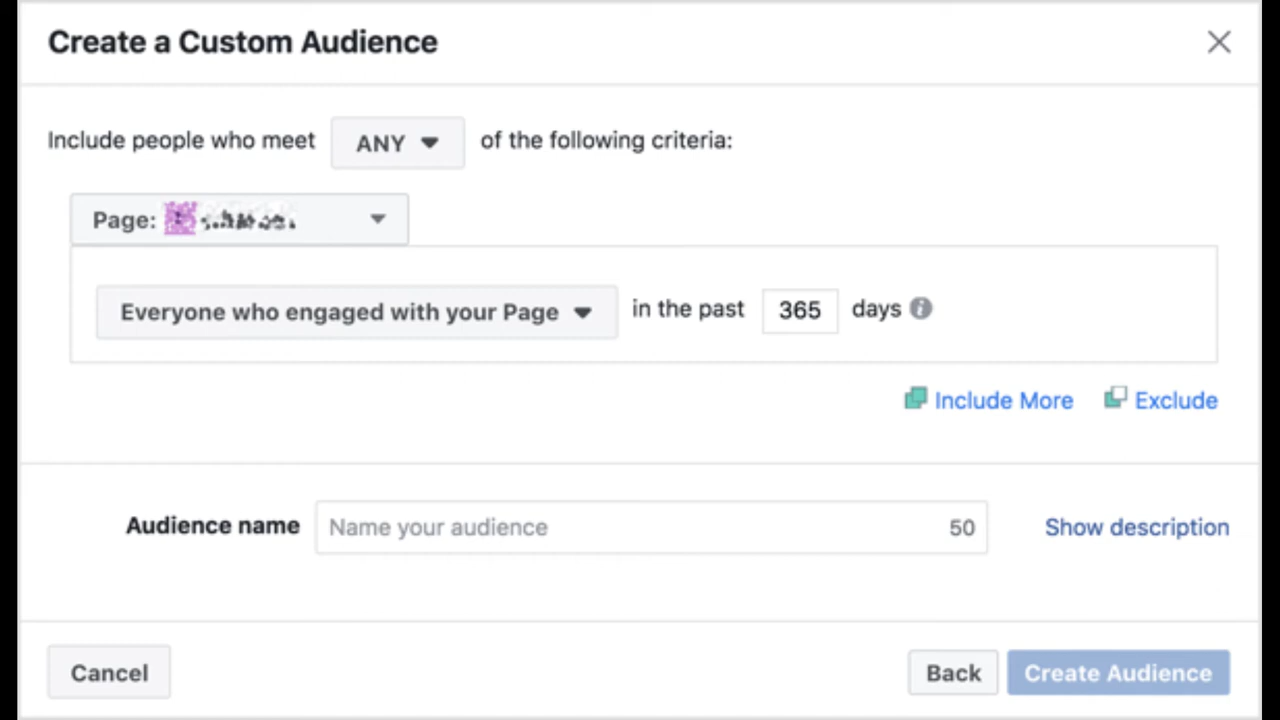 Create a Custom Audience
Include people who meet ANY of the following criteria:
Page:
Everyone who engaged with your Page in the past 365 days
Include More Exclude
Audience name Name your audience 50 Show description
Cancel Back Create Audience